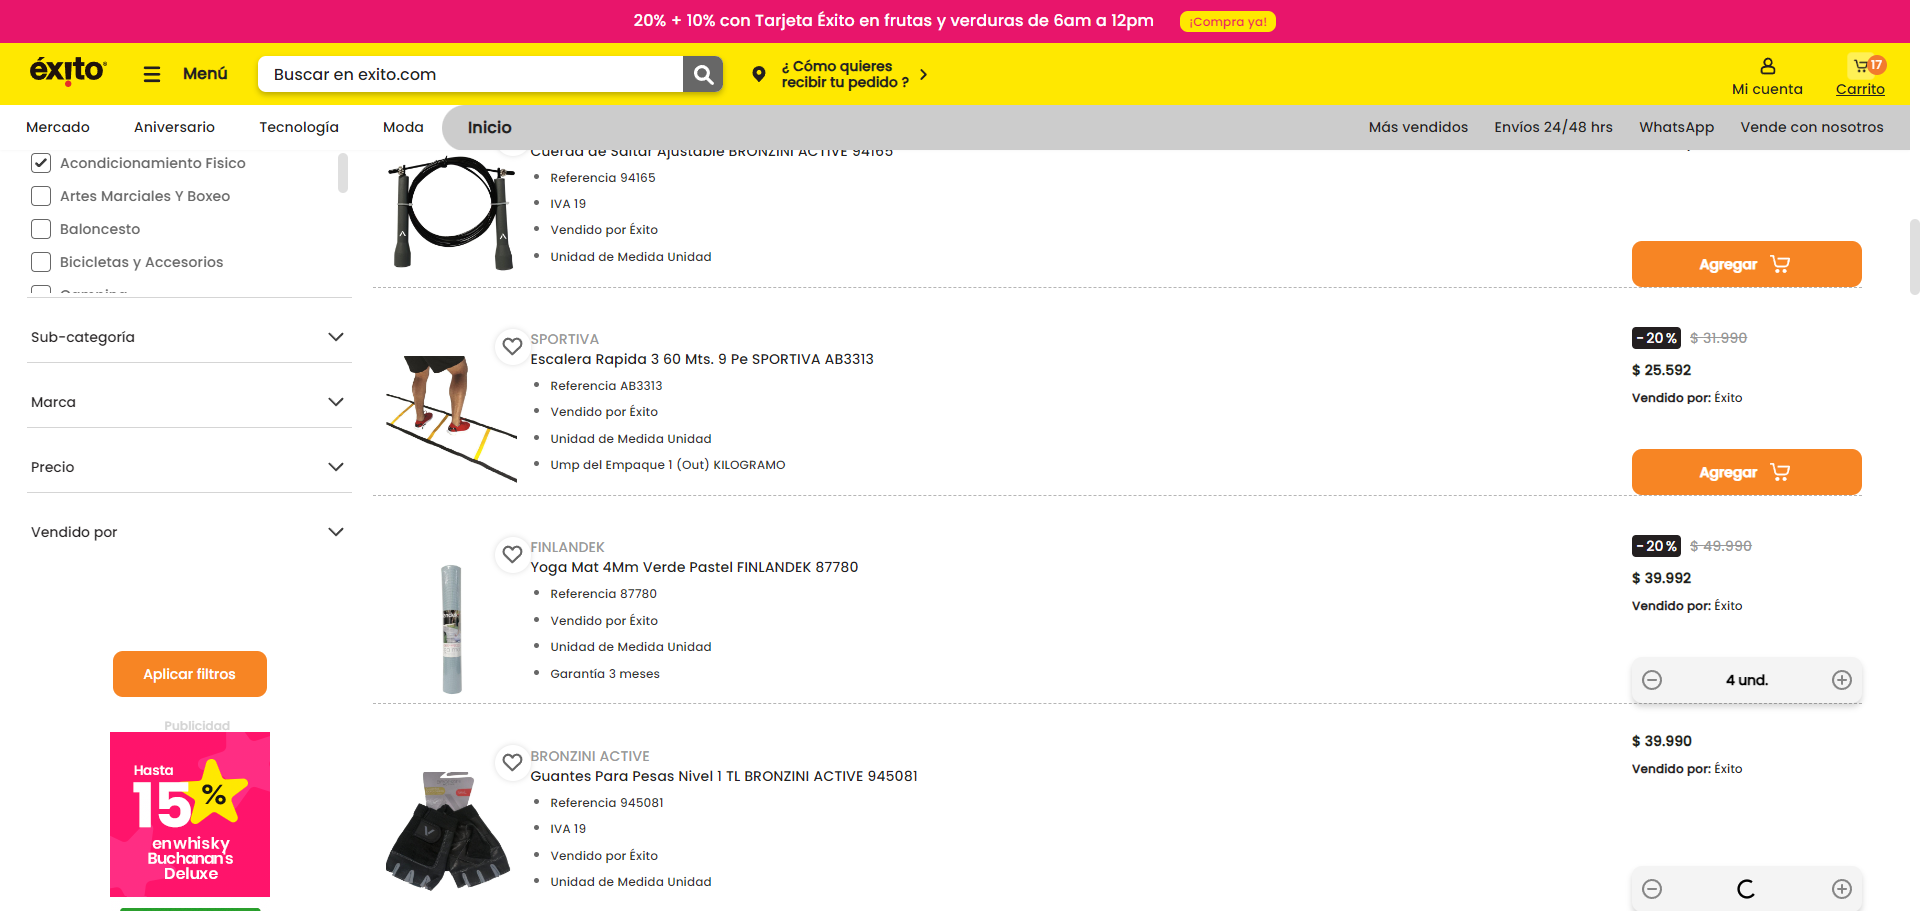 20% + 10% con Tarjeta Éxito en frutas y verduras de 6am a 12pm
¡Compra ya!
éxito
Menú
Buscar en exito.com
¿ Cómo quieres
recibir tu pedido ?
Mi cuenta
17
Carrito
Mercado
Aniversario
Tecnología
Moda
Inicio
Más vendidos
Envíos 24/48 hrs
WhatsApp
Vende con nosotros
Acondicionamiento Fisico
Artes Marciales Y Boxeo
Baloncesto
Bicicletas y Accesorios
Camping
Sub-categoría
Marca
Precio
Vendido por
Aplicar filtros
Publicidad
Hasta
15%
en whisky
Buchanan's
Deluxe
Cuerda de Saltar Ajustable BRONZINI ACTIVE 94165
Referencia 94165
IVA 19
Vendido por Éxito
Unidad de Medida Unidad
Agregar
SPORTIVA
Escalera Rapida 3 60 Mts. 9 Pe SPORTIVA AB3313
Referencia AB3313
Vendido por Éxito
Unidad de Medida Unidad
Ump del Empaque 1 (Out) KILOGRAMO
-20% $ 31.990
$ 25.592
Vendido por: Éxito
Agregar
FINLANDEK
Yoga Mat 4Mm Verde Pastel FINLANDEK 87780
Referencia 87780
Vendido por Éxito
Unidad de Medida Unidad
Garantía 3 meses
-20% $ 49.990
$ 39.992
Vendido por: Éxito
4 und.
BRONZINI ACTIVE
Guantes Para Pesas Nivel 1 TL BRONZINI ACTIVE 945081
Referencia 945081
IVA 19
Vendido por Éxito
Unidad de Medida Unidad
$ 39.990
Vendido por: Éxito